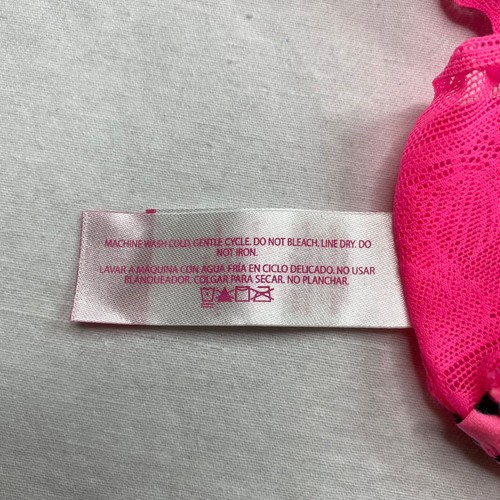 MACHINE WASH COLD, GENTLE CYCLE. DO NOT BLEACH. LINE DRY. DO
NOT IRON.
LAVAR A MÁQUINA CON AGUA FRÍA EN CICLO DELICADO. NO USAR
BLANQUEADOR. COLGAR PARA SECAR. NO PLANCHAR.